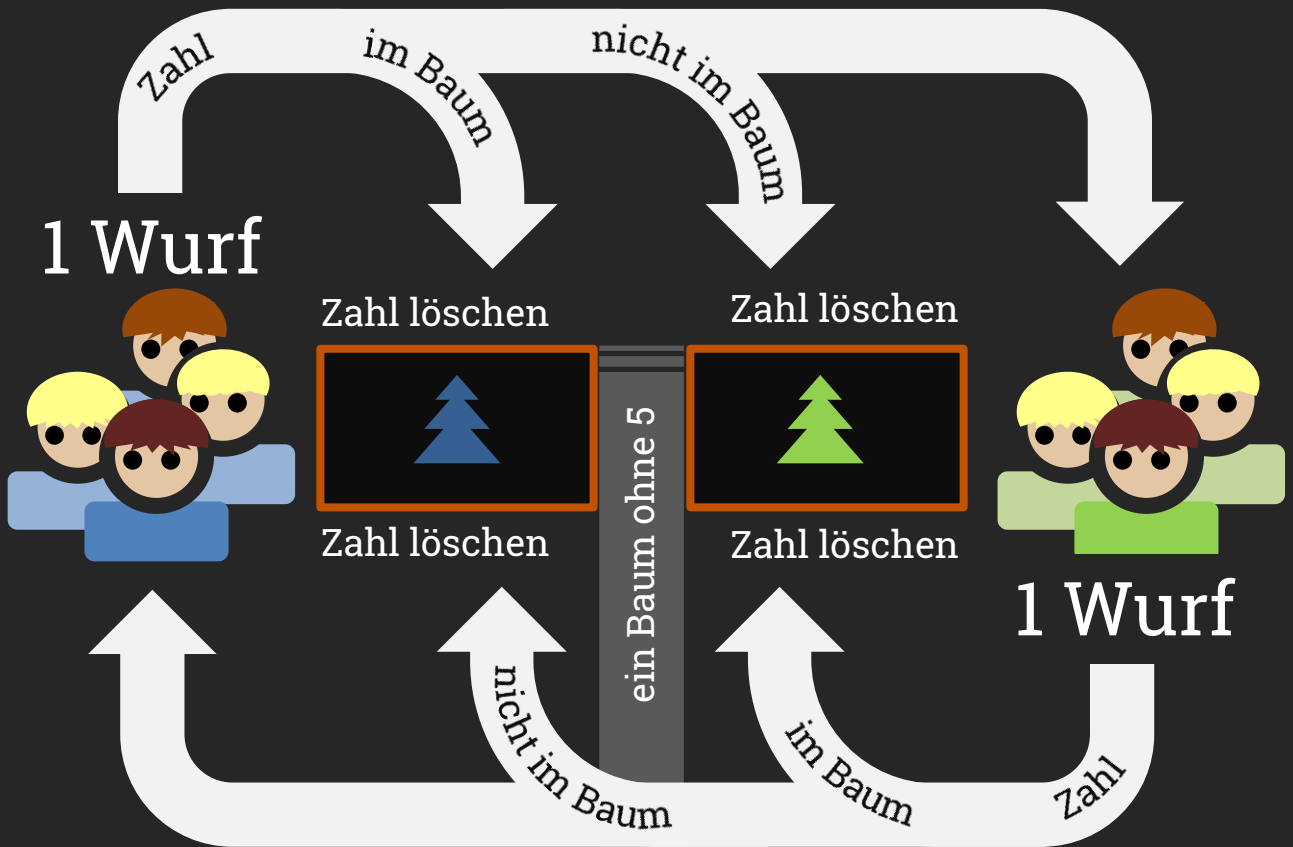 Zahl
im Baum
nicht im Baum
1 Wurf
Zahl löschen
Zahl löschen
ein Baum ohne 5
Zahl löschen
Zahl löschen
1 Wurf
nicht im Baum
im Baum
Zahl